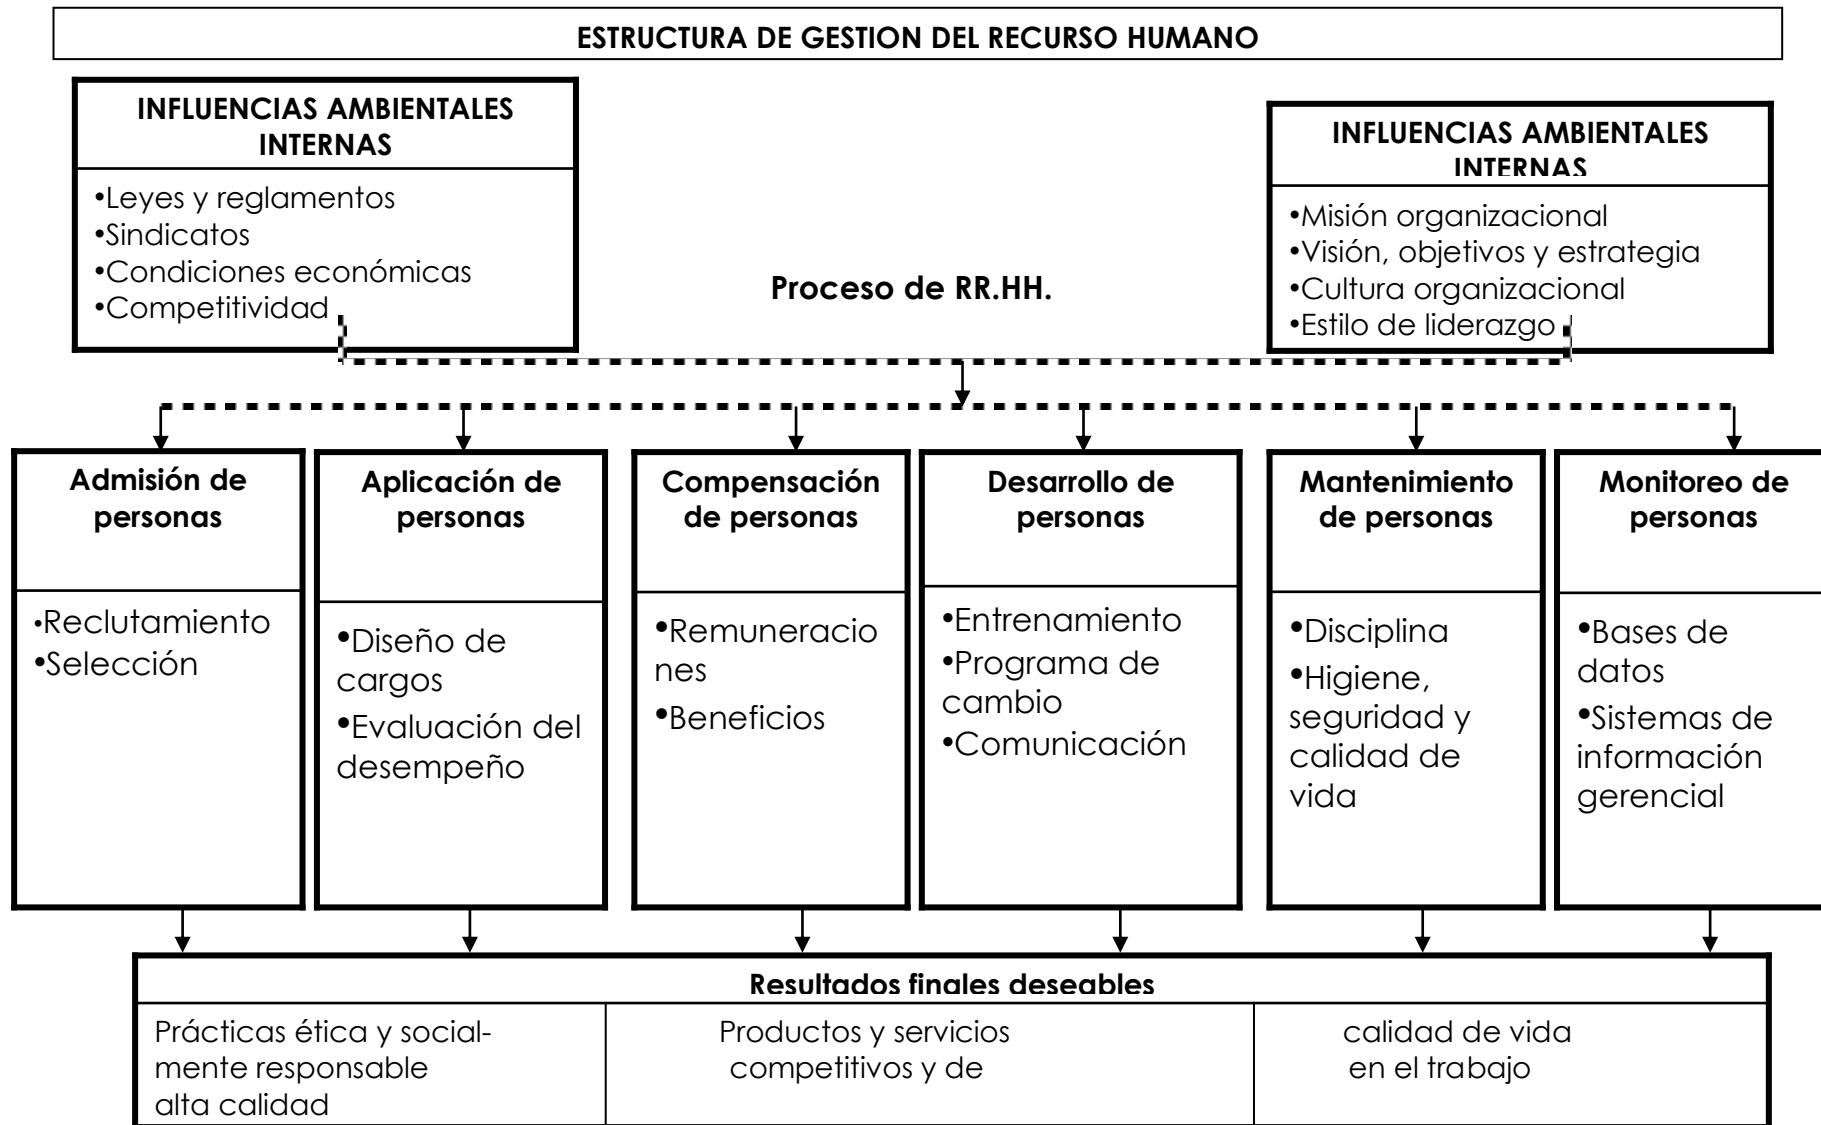 ESTRUCTURA DE GESTION DEL RECURSO HUMANO
INFLUENCIAS AMBIENTALES
INTERNAS
•Leyes y reglamentos
•Sindicatos
•Condiciones económicas
•Competitividad
INFLUENCIAS AMBIENTALES
INTERNAS
•Misión organizacional
•Visión, objetivos y estrategia
•Cultura organizacional
•Estilo de liderazgo
Proceso de RR.HH.
Admisión de
personas
•Reclutamiento
•Selección
Aplicación de
personas
•Diseño de
cargos
•Evaluación del
desempeño
Compensación
de personas
•Remuneracio
nes
•Beneficios
Desarrollo de
personas
•Entrenamiento
•Programa de
cambio
•Comunicación
Mantenimiento
de personas
•Disciplina
•Higiene,
seguridad y
calidad de
vida
Monitoreo de
personas
•Bases de
datos
•Sistemas de
información
gerencial
Resultados finales deseables
Prácticas ética y social-
mente responsable
alta calidad
Productos y servicios
competitivos y de
calidad de vida
en el trabajo